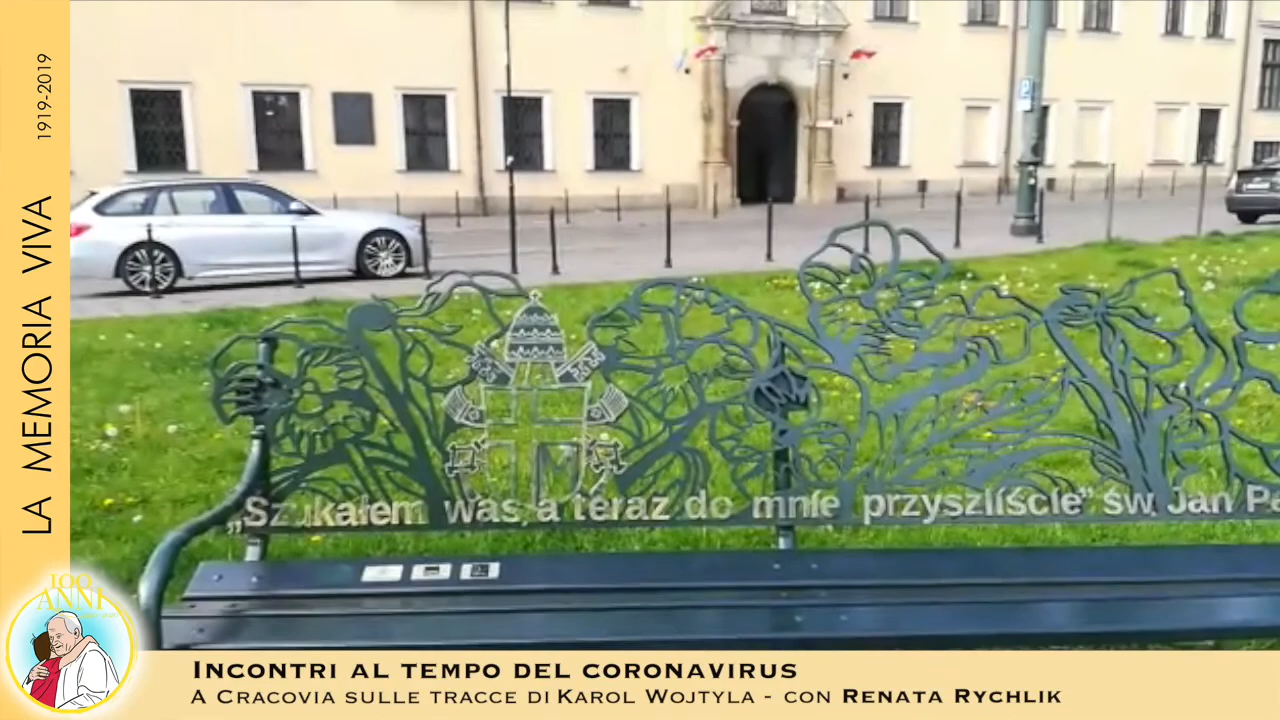 1919-2019
LA MEMORIA VIVA
P
„Szukałem was, a teraz do mnie przyszliście” św. Jan
100
ANNI
INCONTRI AL TEMPO DEL CORONAVIRUS
A CRACOVIA SULLE TRACCE DI KAROL WOJTYLA - CON RENATA RYCHLIK